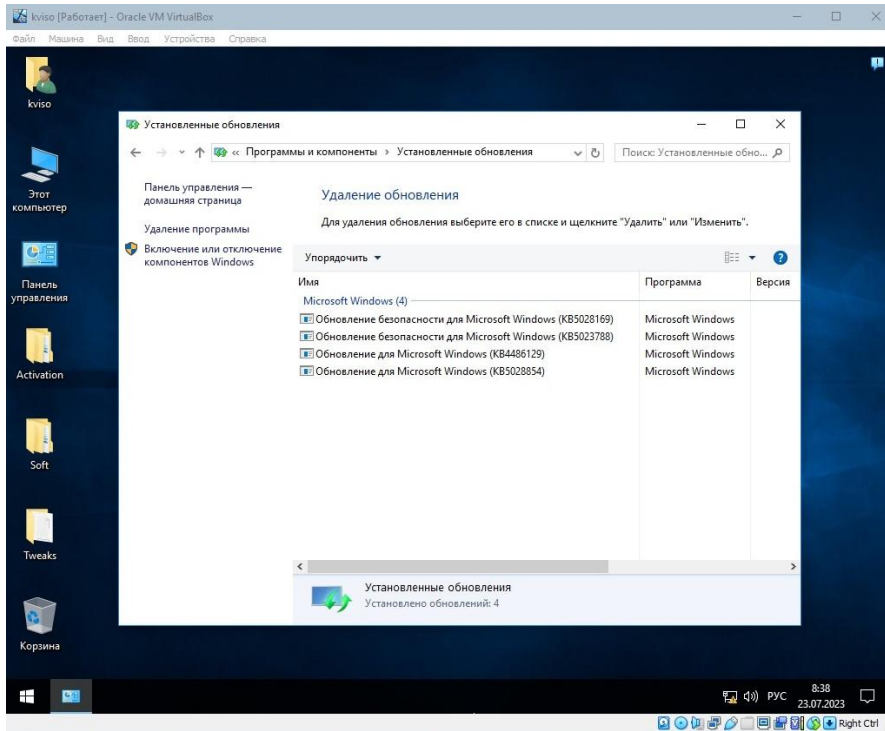 kviso [Работает] - Oracle VM VirtualBox
Файл Машина Вид Ввод Устройства Справка
kviso
Этот
компьютер
Панель
управления
Activation
Soft
Tweaks
Корзина
Установленные обновления
« Программы и компоненты › Установленные обновления
Поиск: Установленные обно...
Панель управления —
домашняя страница
Удаление программы
Включение или отключение
компонентов Windows
Удаление обновления
Для удаления обновления выберите его в списке и щелкните "Удалить" или "Изменить".
Упорядочить
Имя Программа Версия
Microsoft Windows (4)
Обновление безопасности для Microsoft Windows (KB5028169) Microsoft Windows
Обновление безопасности для Microsoft Windows (KB5023788) Microsoft Windows
Обновление для Microsoft Windows (KB4486129) Microsoft Windows
Обновление для Microsoft Windows (KB5028854) Microsoft Windows
Установленные обновления
Установлено обновлений: 4
РУС
8:38
23.07.2023
Right Ctrl